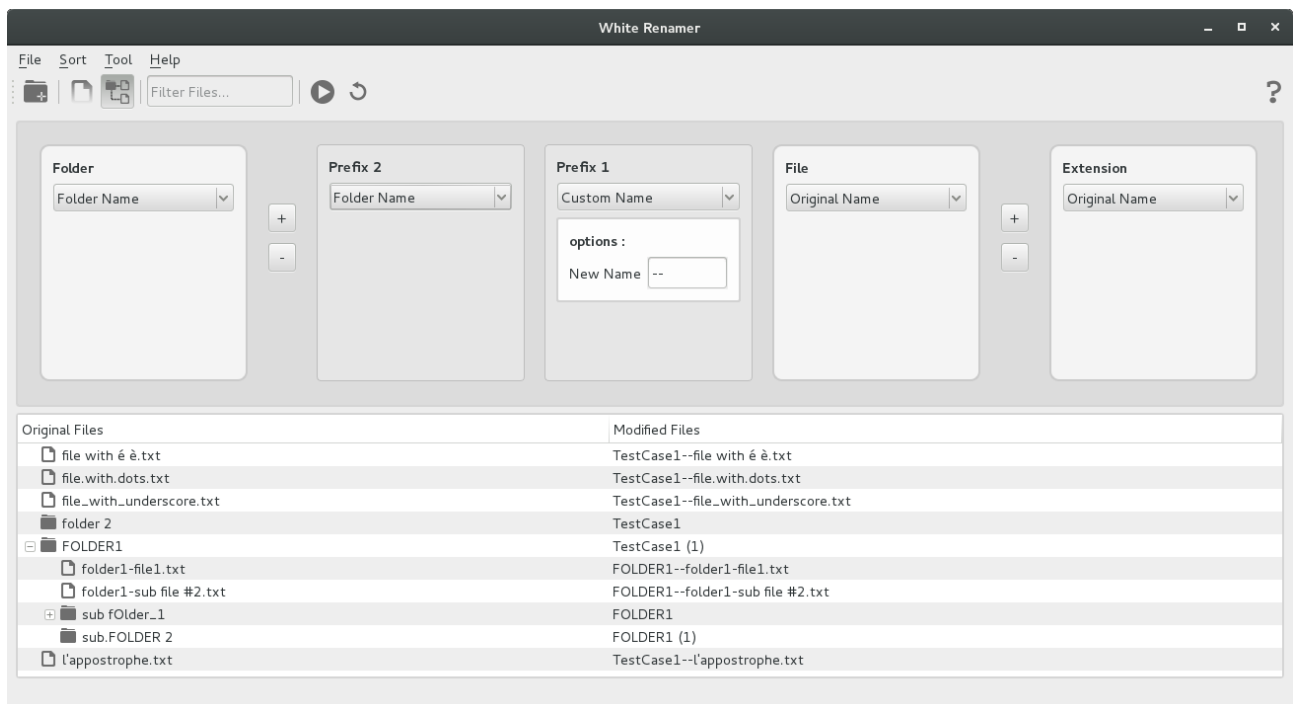 White Renamer
File Sort Tool Help
Filter Files...
?
Folder
Folder Name
+
-
Prefix 2
Folder Name
Prefix 1
Custom Name
options :
New Name --
File
Original Name
+
-
Extension
Original Name
Original Files Modified Files
file with é è.txt TestCase1--file with é è.txt
file.with.dots.txt TestCase1--file.with.dots.txt
file_with_underscore.txt TestCase1--file_with_underscore.txt
folder 2 TestCase1
FOLDER1 TestCase1 (1)
folder1-file1.txt FOLDER1--folder1-file1.txt
folder1-sub file #2.txt FOLDER1--folder1-sub file #2.txt
sub fOlder_1 FOLDER1
sub.FOLDER 2 FOLDER1 (1)
l'appostrophe.txt TestCase1--l'appostrophe.txt